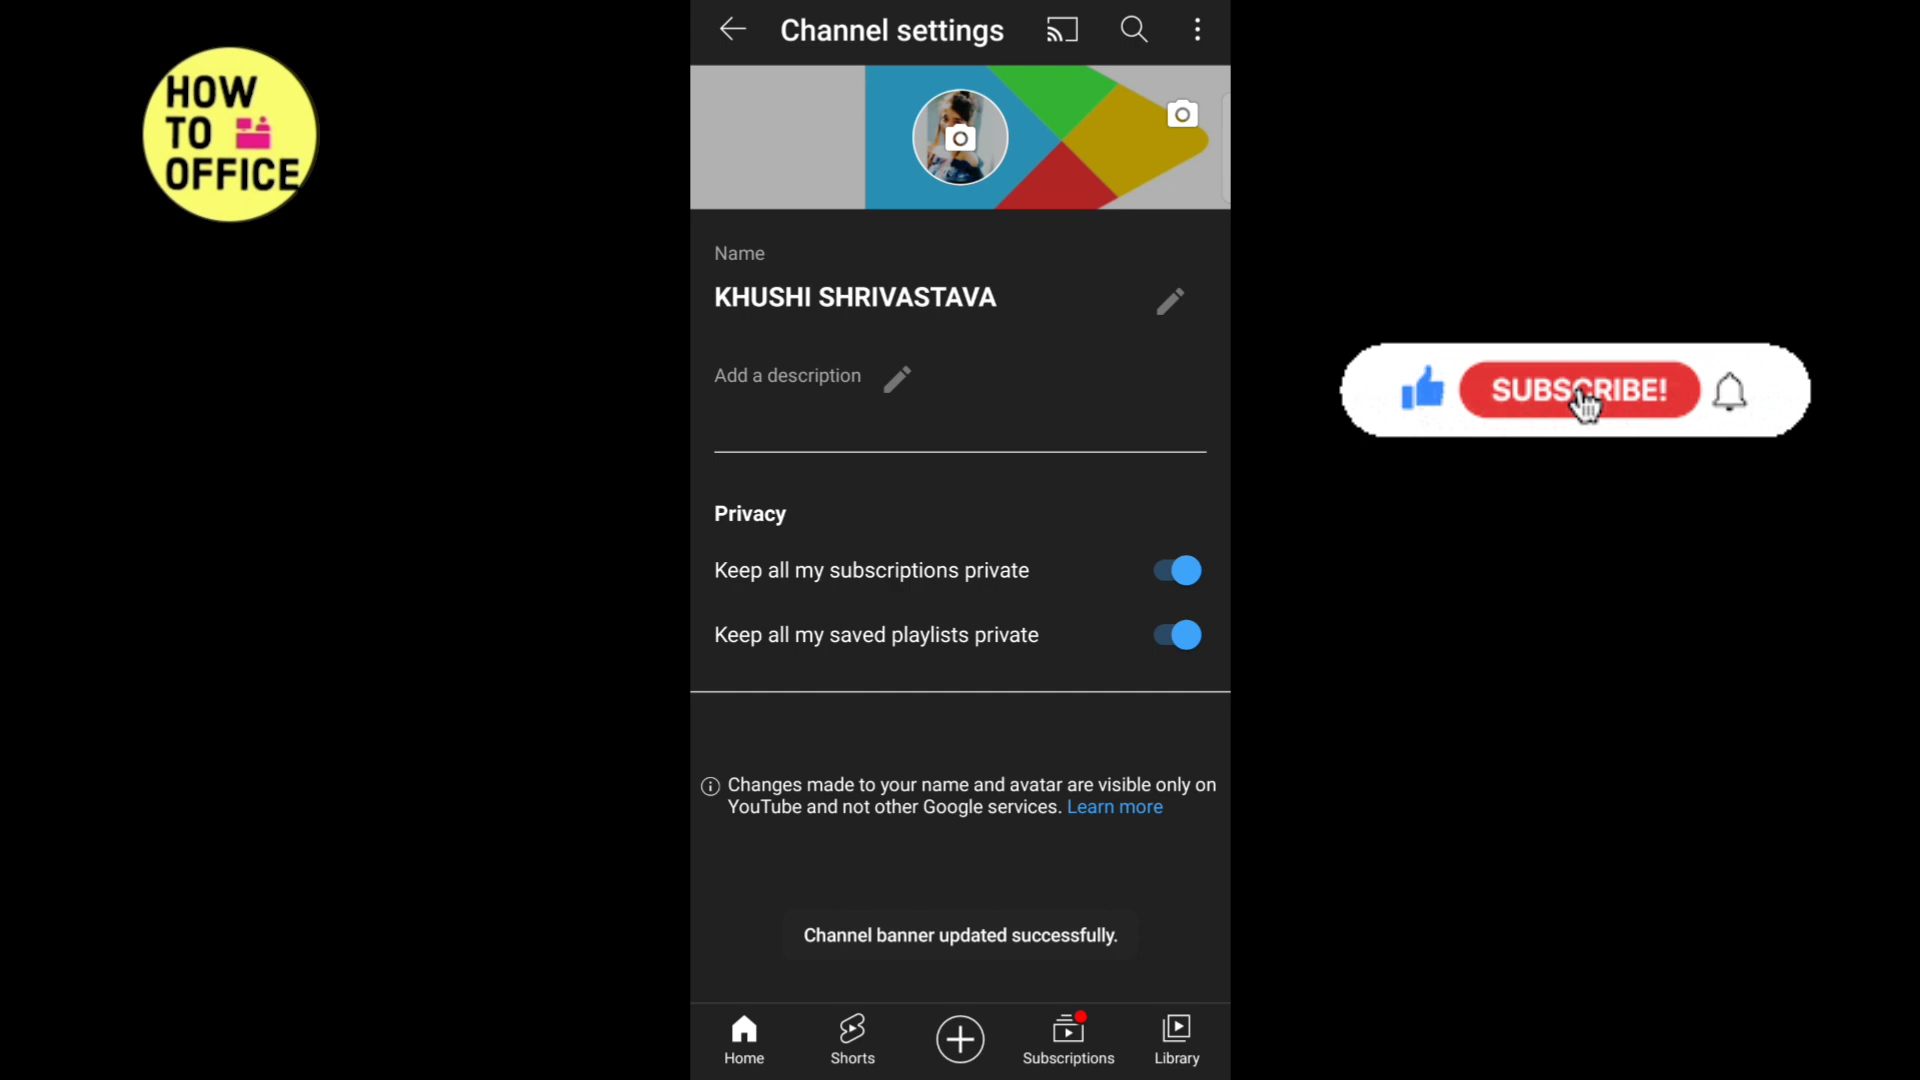 HOW
TO
OFFICE
Channel settings
Name
KHUSHI SHRIVASTAVA
Add a description
SUBSCRIBE!
Privacy
Keep all my subscriptions private
Keep all my saved playlists private
Changes made to your name and avatar are visible only on
YouTube and not other Google services. Learn more
Channel banner updated successfully.
Home
Shorts
Subscriptions
Library